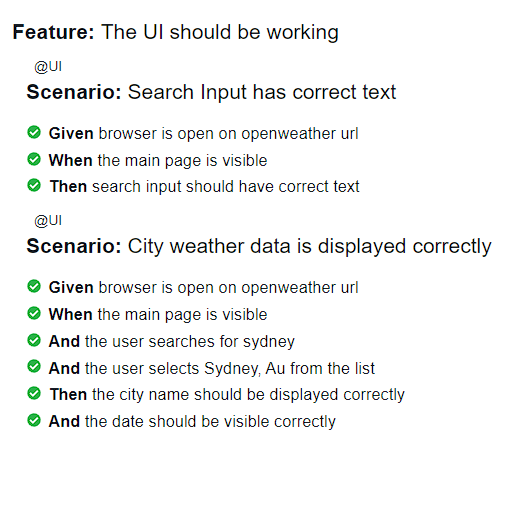 Feature: The UI should be working
@UI
Scenario: Search Input has correct text
Given browser is open on openweather url
When the main page is visible
Then search input should have correct text
@UI
Scenario: City weather data is displayed correctly
Given browser is open on openweather url
When the main page is visible
And the user searches for sydney
And the user selects Sydney, Au from the list
Then the city name should be displayed correctly
And the date should be visible correctly